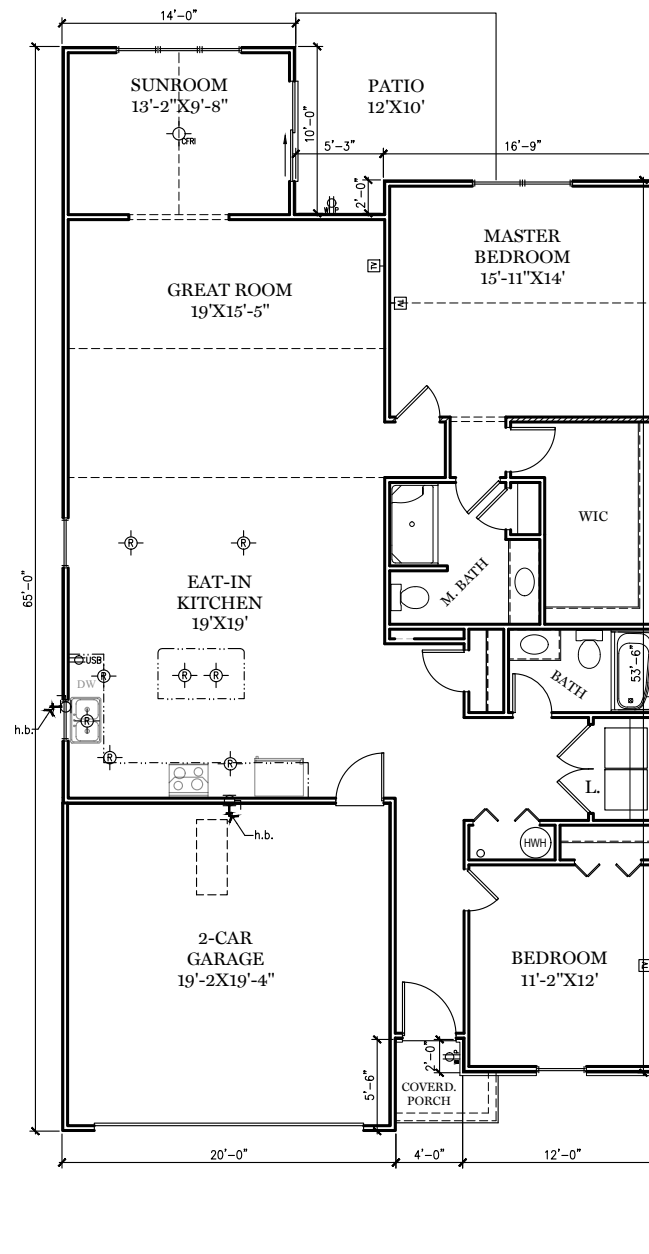 14'-0"
SUNROOM
13'-2"X9'-8"
CFRI
10'-0"
PATIO
12'X10'
5'-3"
16'-9"
2'-0"
WP
TV
MASTER
BEDROOM
15'-11"X14'
TV
GREAT ROOM
19'X15'-5"
WIC
M. BATH
65'-0"
R
R
EAT-IN
KITCHEN
19'X19'
USB
DW
R
R
R
R
R
R
h.b.
h.b.
BATH
53'-6"
L.
HWH
2-CAR
GARAGE
19'-2X19'-4"
BEDROOM
11'-2"X12'
TV
2'-0"
WP
5'-6"
COVERD.
PORCH
20'-0"
4'-0"
12'-0"